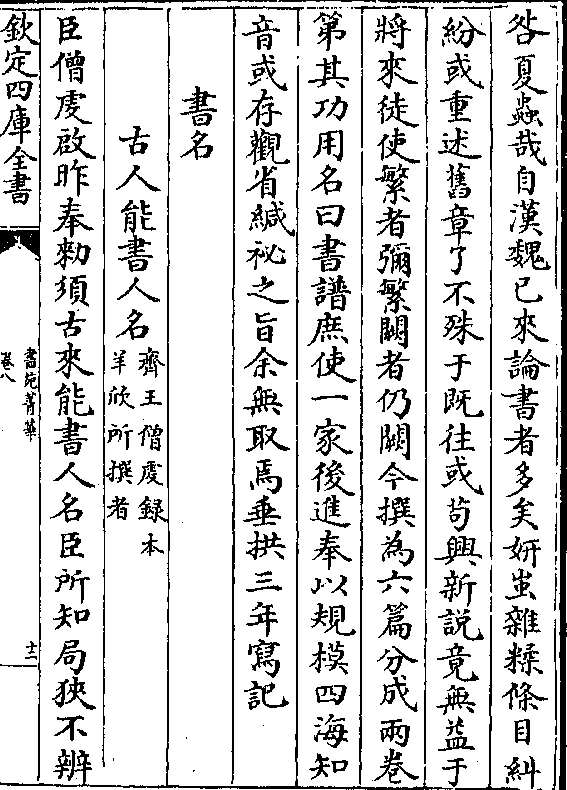 咎夏蟲哉自漢魏已來論書者多矣妍蚩雜糅條目糾
紛或重述舊章了不殊于既往或苟興新說竟無益于
將來徒使繁者彌繁闕者仍闕今撰為六篇分成兩卷
第其功用名曰書譜庶使一家後進奉以規模四海知
音或存觀省緘祕之旨余無取焉垂拱三年寫記
書名
古人能書人名齊王僧虔録本
羊欣所撰者
臣僧虔啟昨奉勑須古來能書人名臣所知局狹不辨
欽定四庫全書
書苑菁華
卷八
十二